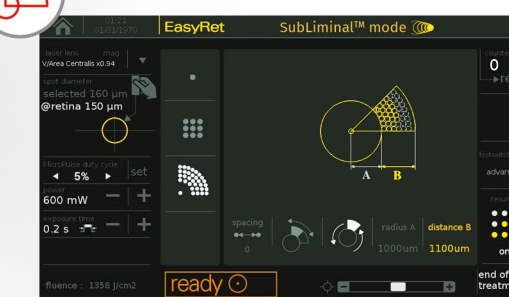 01:21
01/01/1970
EasyRet
SubLiminal™ mode
laser lens mag
V/Area Centralis x0.94
spot diameter
selected 160 µm
@retina 150 µm
MicroPulse duty cycle
5%
set
power
600 mW
exposure time
0.2 s
fluence : 1358 J/cm2
A
B
spacing
0
radius A
1000um
distance B
1100um
ready
0
advan
end of
treatm